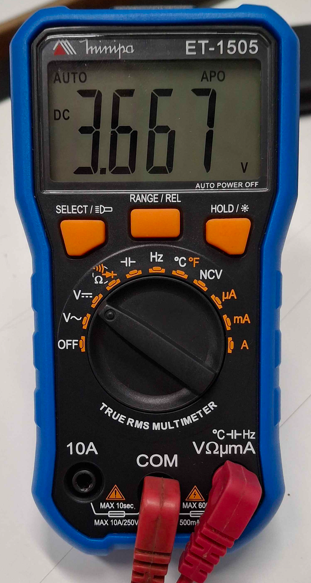 minipa ET-1505
AUTO APO
DC 3.667 V
AUTO POWER OFF
RANGE / REL
SELECT / HOLD /
Hz
°C °F
Ω NCV
V⎓ µA
V~ mA
OFF A
TRUE RMS MULTIMETER
°C Hz
10A COM VΩµmA
MAX 10sec.
MAX 10A/250V